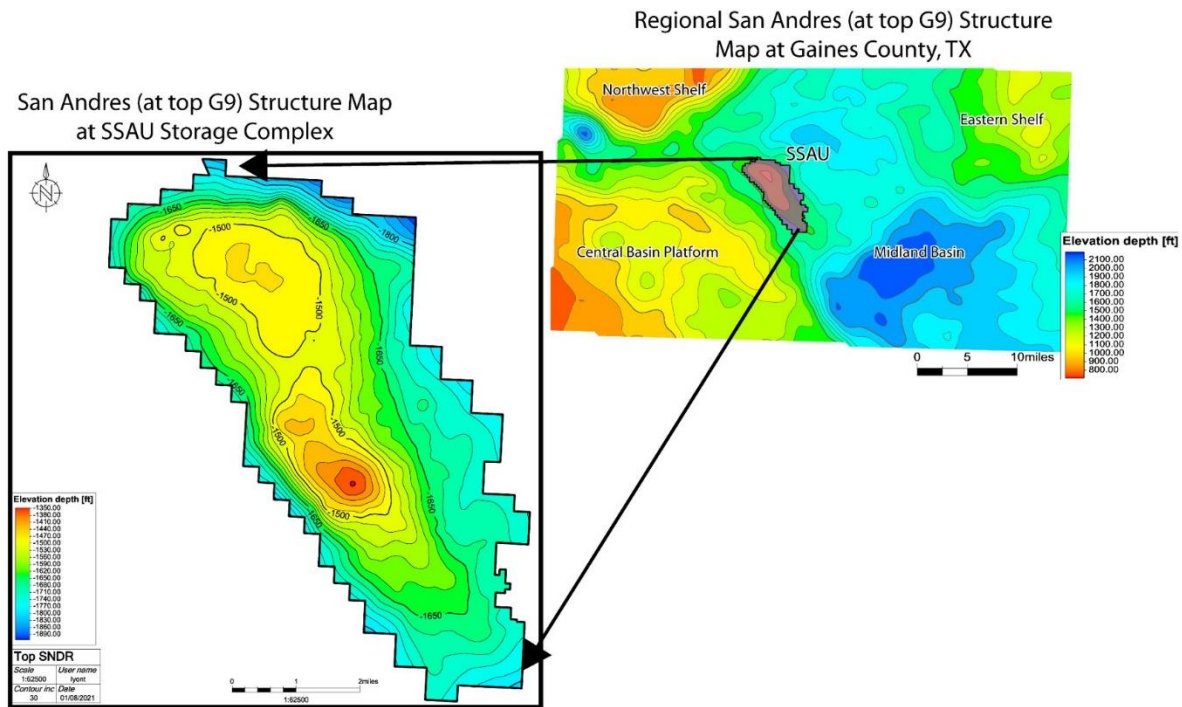 Regional San Andres (at top G9) Structure
Map at Gaines County, TX
San Andres (at top G9) Structure Map
at SSAU Storage Complex
Northwest Shelf
Eastern Shelf
SSAU
Central Basin Platform
Midland Basin
Elevation depth [ft]
2100.00
2000.00
1900.00
1800.00
1700.00
1600.00
1500.00
1400.00
1300.00
1200.00
1100.00
1000.00
900.00
800.00
0 5 10miles
N
-1650
-1500
-1650
-1800
-1500
-1500
-1650
-1650
-1650
-1500
-1500
-1650
-1650
-1650
Elevation depth [ft]
-1350.00
-1380.00
-1410.00
-1440.00
-1470.00
-1500.00
-1530.00
-1560.00
-1590.00
-1620.00
-1650.00
-1680.00
-1710.00
-1740.00
-1770.00
-1800.00
-1830.00
-1860.00
-1890.00
Top SNDR
Scale User name
1:62500 lyont
Contour inc Date
30 01/08/2021
0 1 2miles
1:62500